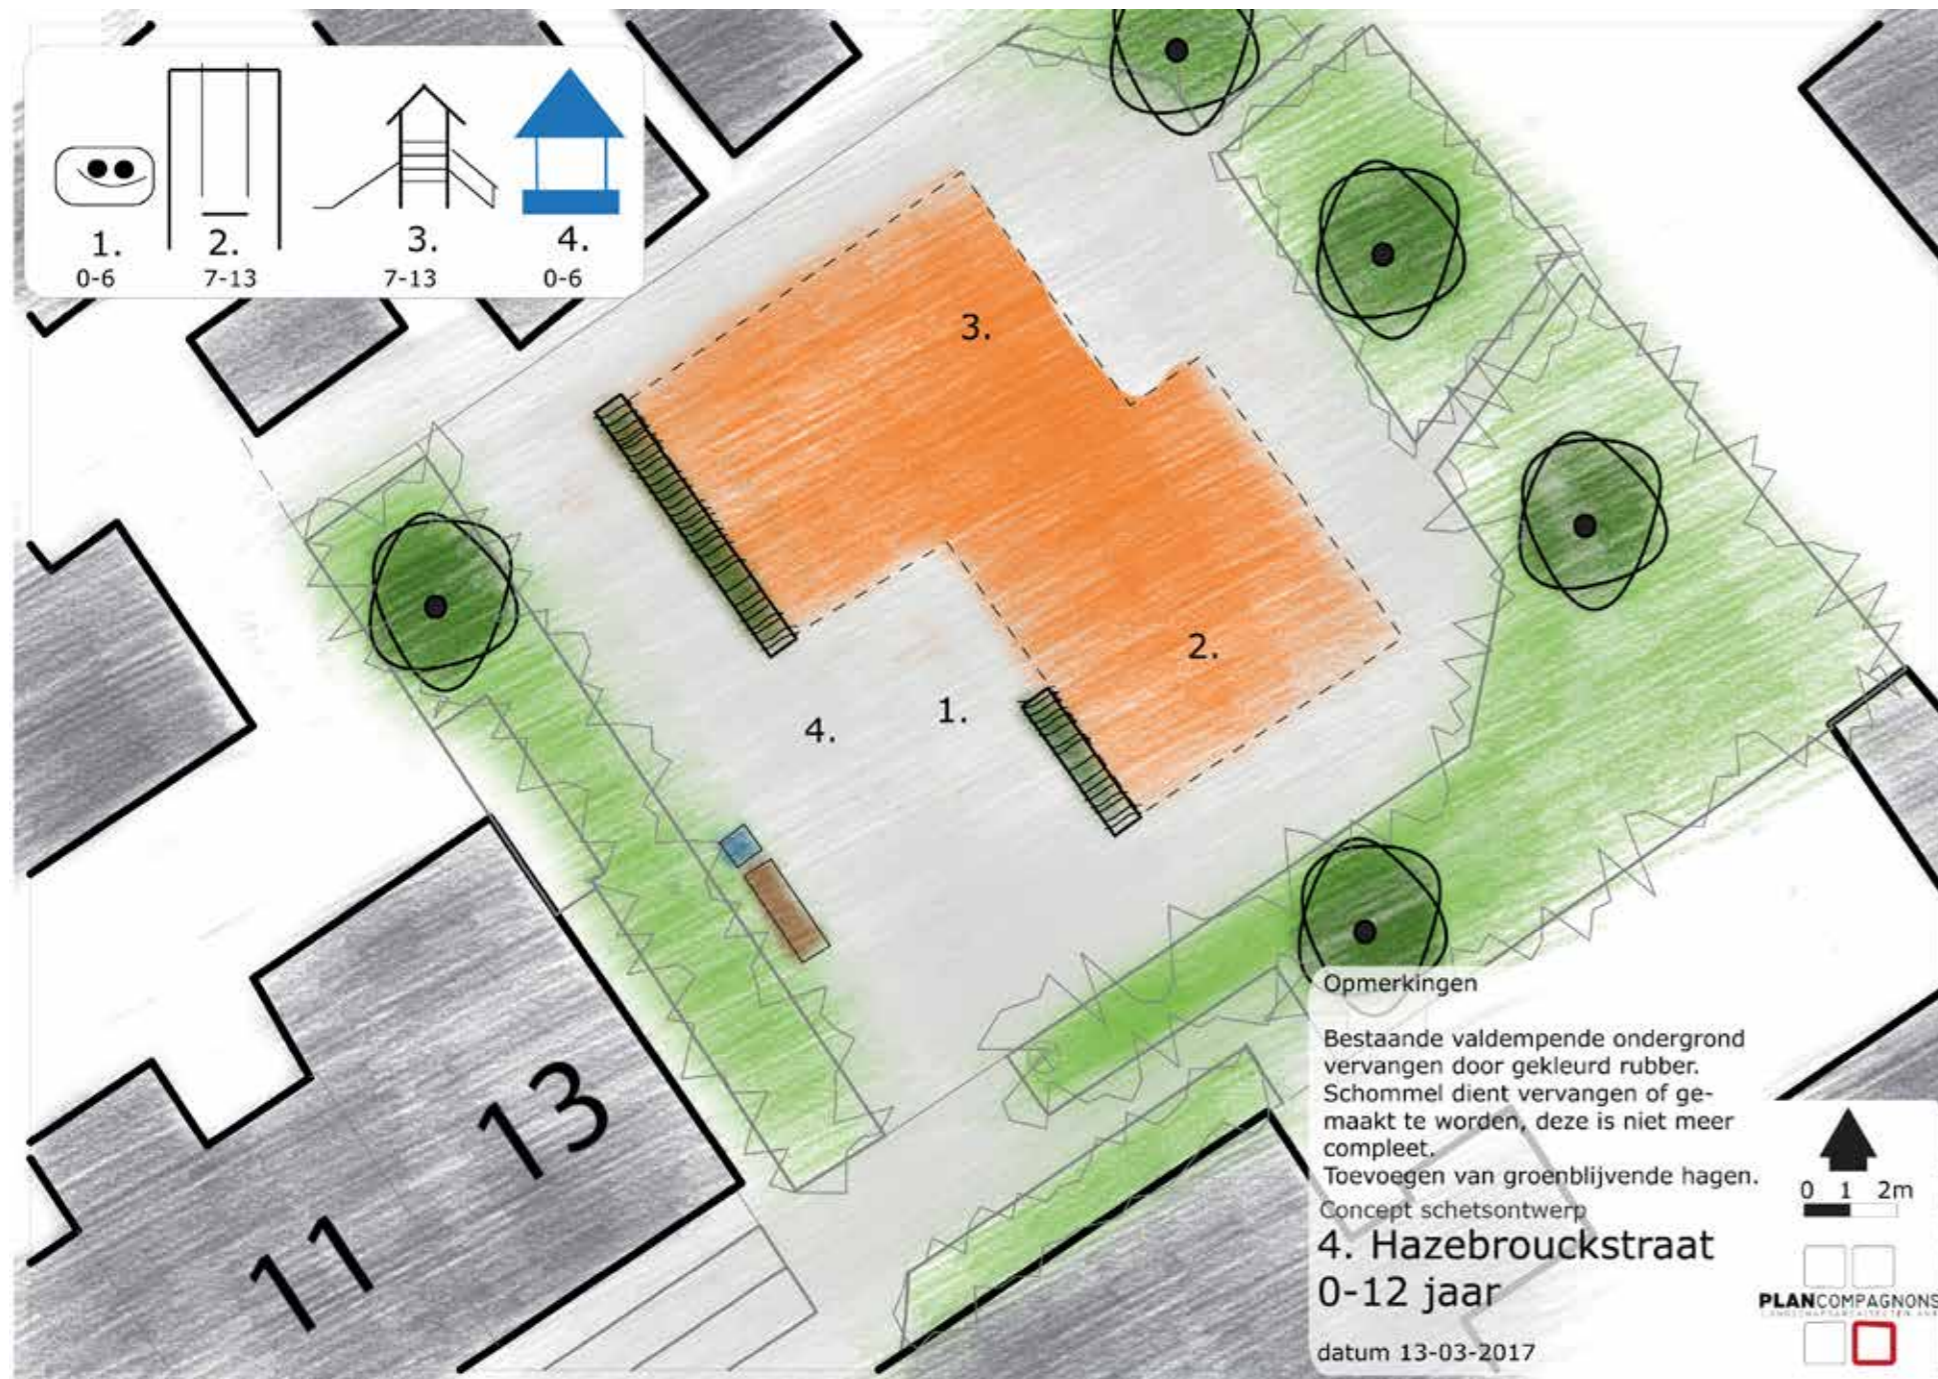 1.
2.
3.
4.
0-6
7-13
7-13
0-6
3.
2.
1.
4.
13
11
Opmerkingen
Bestaande valdempende ondergrond
vervangen door gekleurd rubber.
Schommel dient vervangen of ge-
maakt te worden, deze is niet meer
compleet.
Toevoegen van groenblijvende hagen.
Concept schetsontwerp
4. Hazebrouckstraat
0-12 jaar
datum 13-03-2017
0 1 2m
PLANCOMPAGNONS